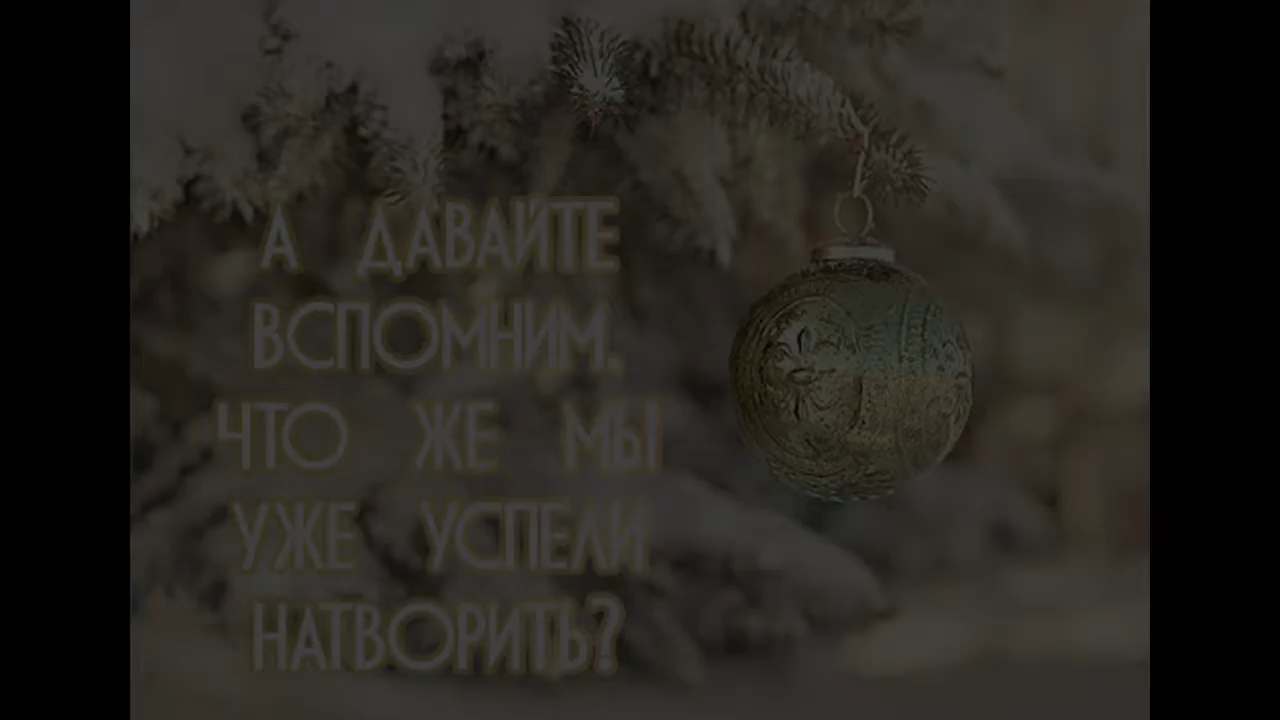 А ДАВАЙТЕ
ВСПОМНИМ,
ЧТО ЖЕ МЫ
УЖЕ УСПЕЛИ
НАТВОРИТЬ?